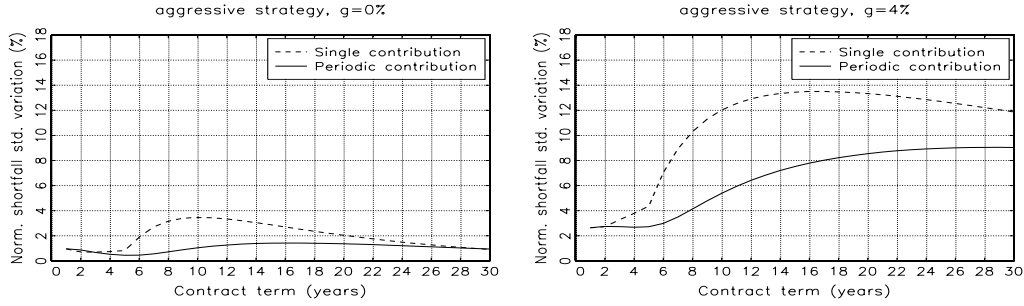 aggressive strategy, g=0%
Norm. shortfall std. variation (%)
18
16
14
12
10
8
6
4
2
0
Single contribution
Periodic contribution
0 2 4 6 8 10 12 14 16 18 20 22 24 26 28 30
Contract term (years)
aggressive strategy, g=4%
Norm. shortfall std. variation (%)
18
16
14
12
10
8
6
4
2
0
Single contribution
Periodic contribution
0 2 4 6 8 10 12 14 16 18 20 22 24 26 28 30
Contract term (years)